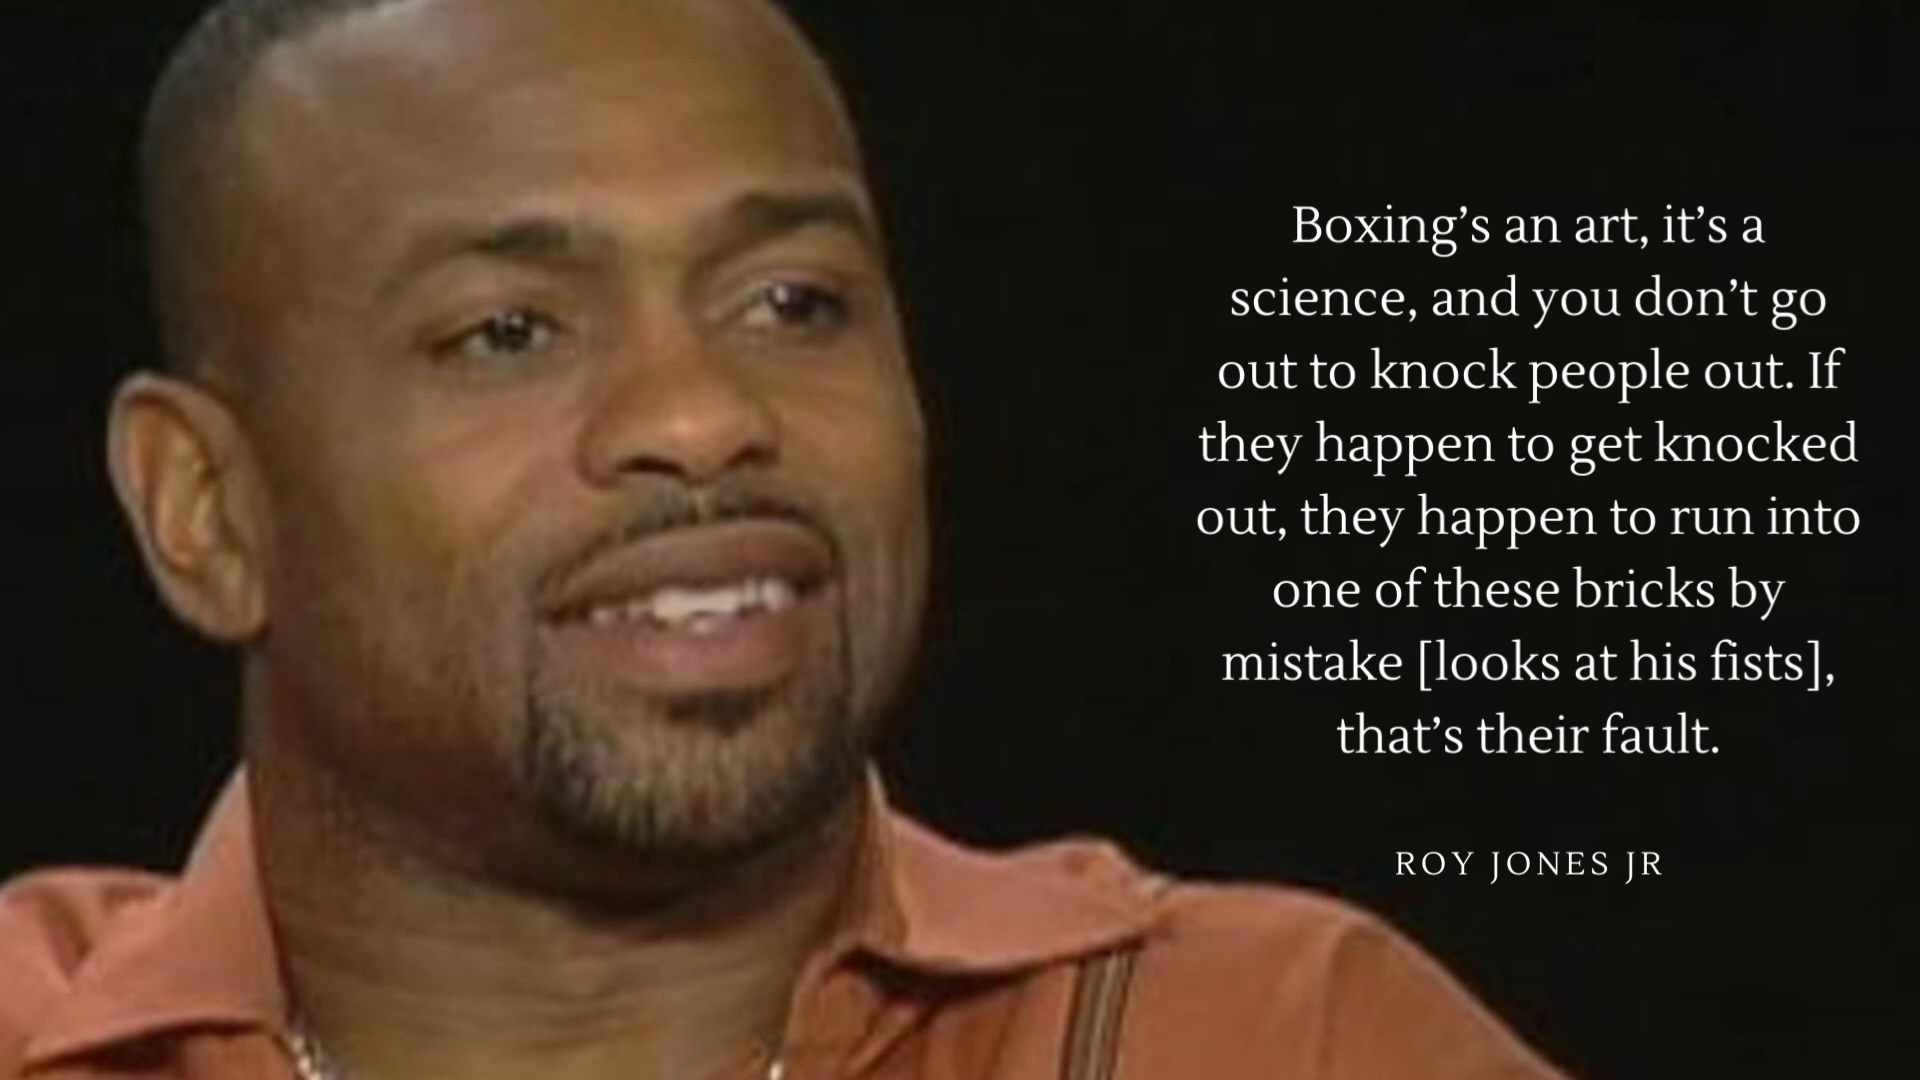 Boxing’s an art, it’s a
science, and you don’t go
out to knock people out. If
they happen to get knocked
out, they happen to run into
one of these bricks by
mistake [looks at his fists],
that’s their fault.
ROY JONES JR